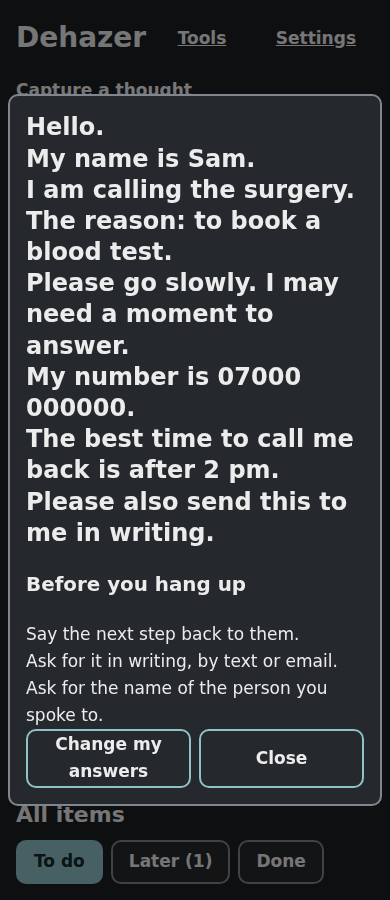 Dehazer Tools Settings
Capture a thought
Hello.
My name is Sam.
I am calling the surgery.
The reason: to book a
blood test.
Please go slowly. I may
need a moment to
answer.
My number is 07000
000000.
The best time to call me
back is after 2 pm.
Please also send this to
me in writing.
Before you hang up
Say the next step back to them.
Ask for it in writing, by text or email.
Ask for the name of the person you
spoke to.
Change my
answers
Close
All items
To do Later (1) Done